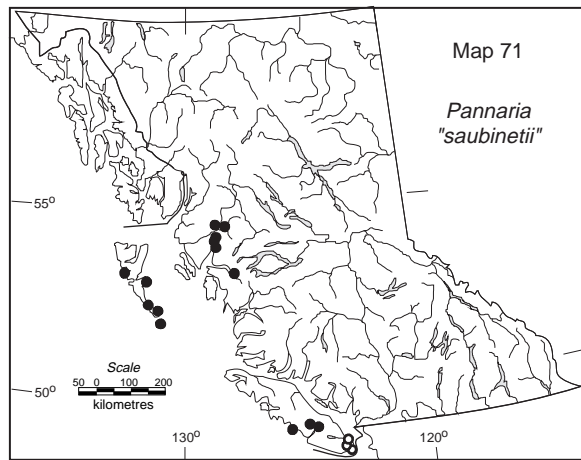 Map 71
Pannaria
"saubinetii"
55°
50°
Scale
50 0 100 200
kilometres
130°
120°